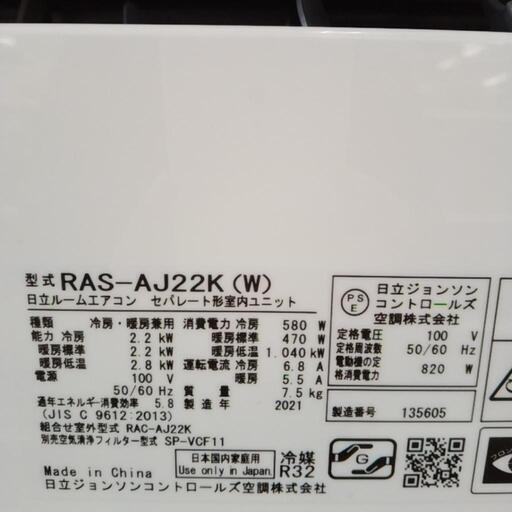 型式 RAS-AJ22K (W)
日立ルームエアコン セパレート形室内ユニット
種類 冷房・暖房兼用
能力 冷房 2.2 kW
暖房標準 2.2 kW
暖房低温 2.8 kW
電源 100 V
50/60 Hz
通年エネルギー消費効率 5.8
(JIS C 9612:2013)
消費電力 冷房 580 W
暖房標準 470 W
暖房低温 1.040 kW
運転電流 冷房 6.8 A
暖房 5.5 A
質量 7.5 kg
製造年 2021
組合せ室外型式 RAC-AJ22K
別売空気清浄フィルター型式 SP-VCF11
Made in China
日本国内家庭用
Use only in Japan.
冷媒
R32
日立ジョンソンコントロールズ空調株式会社
PS
E
日立ジョンソン
コントロールズ
空調株式会社
定格電圧 100 V
定格周波数 50/60 Hz
電動機の定
格消費電力 820 W
製造番号 135605
G